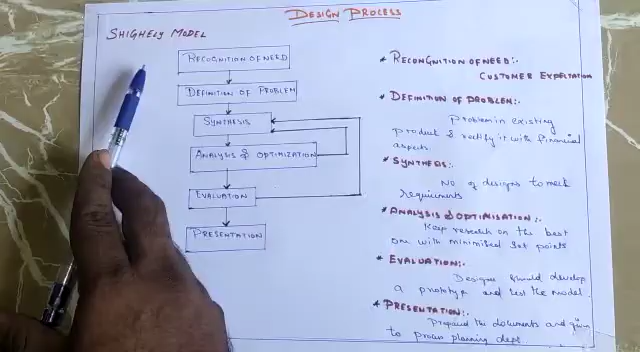 DESIGN PROCESS
SHIGHELY MODEL
RECOGNITION OF NEED
DEFINITION OF PROBLEM
SYNTHESIS
ANALYSIS & OPTIMIZATION
EVALUATION
PRESENTATION
* RECONGNITION OF NEED:-
CUSTOMER EXPECTATION
* DEFINITION OF PROBLEM:-
Problem in existing
product & rectify it with financial
aspects.
* SYNTHESIS:-
No of designs to meet
requirements
* ANALYSIS & OPTIMISATION:-
Keep research on the best
one with minimised set points
* EVALUATION:-
Designer should develop
a prototype and test the model.
* PRESENTATION:-
Prepared the documents and giving
to process planning dept